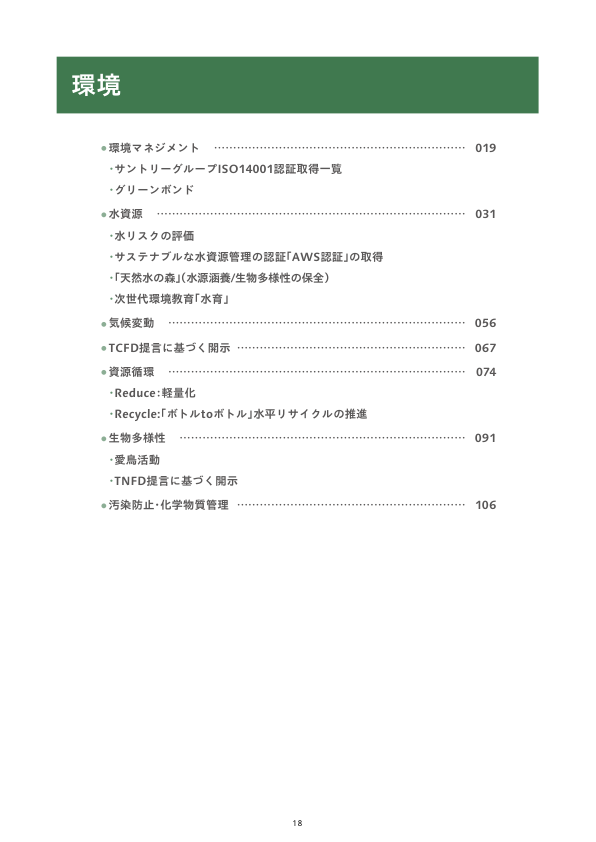 環境
●環境マネジメント ………………………………………………………… 019
・サントリーグループISO14001認証取得一覧
・グリーンボンド
●水資源 ……………………………………………………………………… 031
・水リスクの評価
・サステナブルな水資源管理の認証「AWS認証」の取得
・「天然水の森」(水源涵養/生物多様性の保全)
・次世代環境教育「水育」
●気候変動 …………………………………………………………………… 056
●TCFD提言に基づく開示 …………………………………………………… 067
●資源循環 …………………………………………………………………… 074
・Reduce:軽量化
・Recycle:「ボトルtoボトル」水平リサイクルの推進
●生物多様性 ………………………………………………………………… 091
・愛鳥活動
・TNFD提言に基づく開示
●汚染防止・化学物質管理 …………………………………………………… 106
18